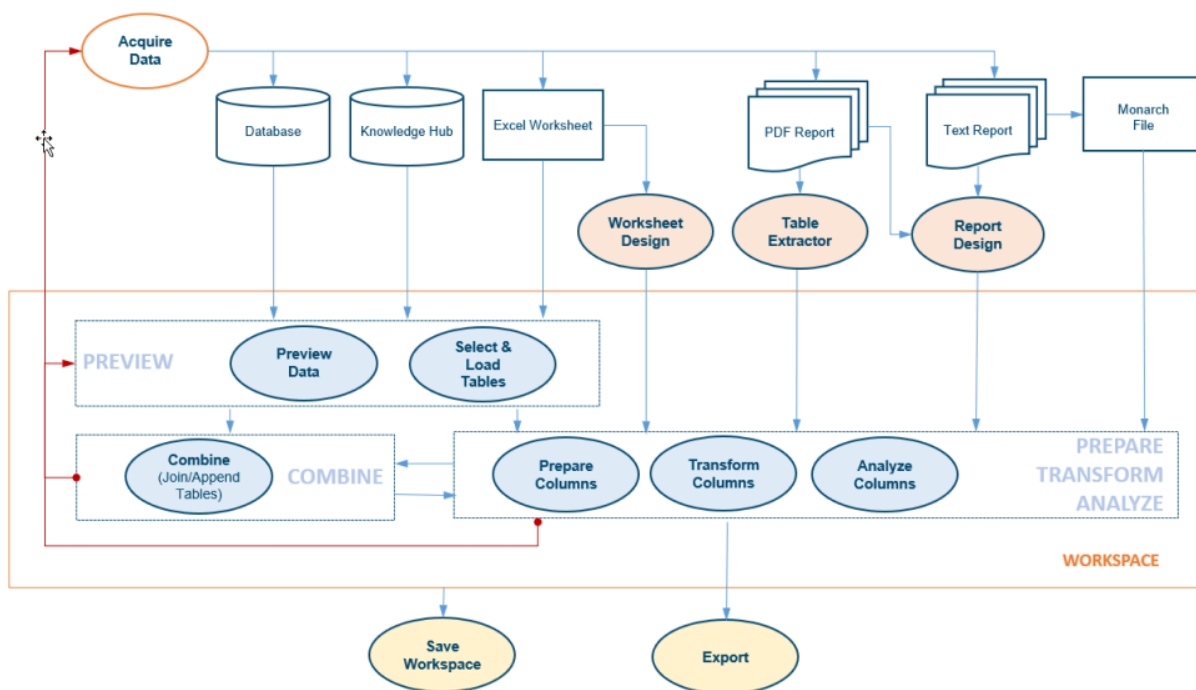 Acquire
Data
Database
Knowledge Hub
Excel Worksheet
PDF Report
Text Report
Monarch
File
Worksheet
Design
Table
Extractor
Report
Design
PREVIEW
Preview
Data
Select &
Load
Tables
Combine
(Join/Append
Tables)
COMBINE
Prepare
Columns
Transform
Columns
Analyze
Columns
PREPARE
TRANSFORM
ANALYZE
WORKSPACE
Save
Workspace
Export